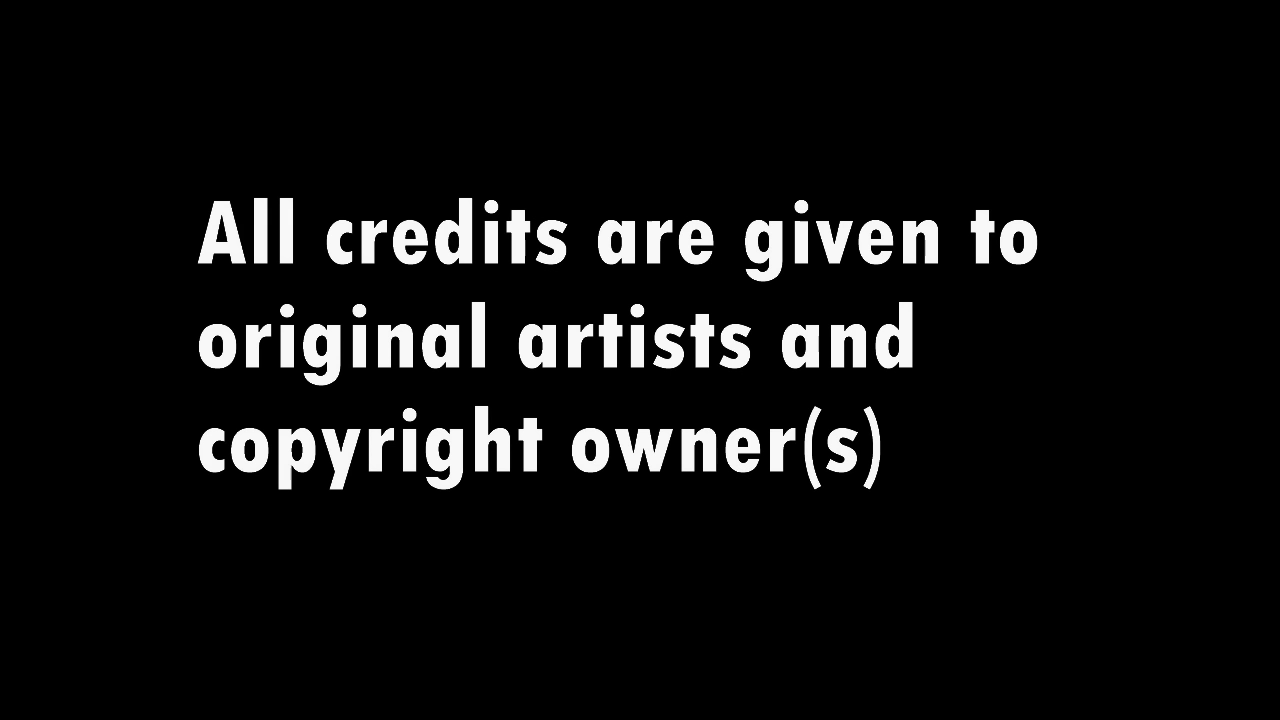 All credits are given to
original artists and
copyright owner(s)